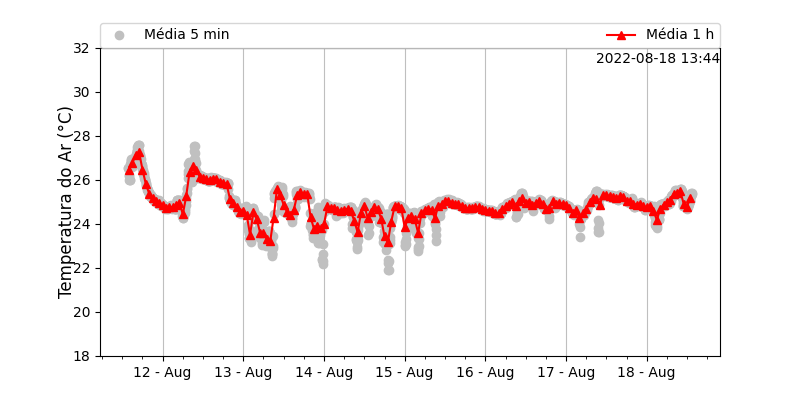 Média 5 min
Média 1 h
2022-08-18 13:44
Temperatura do Ar (°C)
32
30
28
26
24
22
20
18
12 - Aug
13 - Aug
14 - Aug
15 - Aug
16 - Aug
17 - Aug
18 - Aug